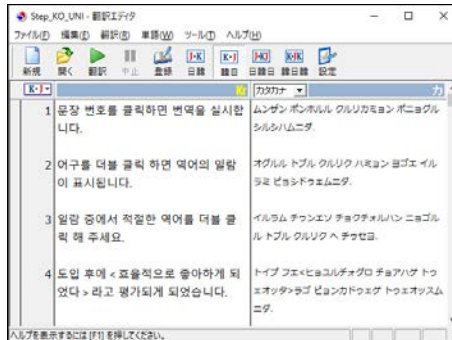 Step_KO_UNI - 翻訳エディタ
ファイル(F) 編集(E) 翻訳(R) 単語(W) ツール(T) ヘルプ(H)
新規 開く 翻訳 中止 登録 日韓 韓日 日韓日 韓日韓 設定
K▸J
カタカナ カ
1 문장 번호를 클릭하면 번역을 실시합
니다.
ムンザン ポンホルル クルリカミョン ポニョグル
シルシハムニダ.
2 어구를 더블 클릭 하면 역어의 일람
이 표시됩니다.
オグルル トブル クルリク ハミョン ヨゴエ イル
ラミ ピョシドゥェムニダ.
3 일람 중에서 적절한 역어를 더블 클
릭 해 주세요.
イルラム チゥンエソ チョクチョルハン ニョゴル
ル トブル クルリク ヘ チゥセヨ.
4 도입 후에 < 효율적으로 좋아하게 되
었다 > 라고 평가되게 되었습니다.
トイプ フエ<ヒョユルチョグロ チョアハゲ トゥ
ェオッタ>ラゴ ピョンカドゥェゲ トゥェオッスム
ニダ.
ヘルプを表示するには [F1] を押してください。